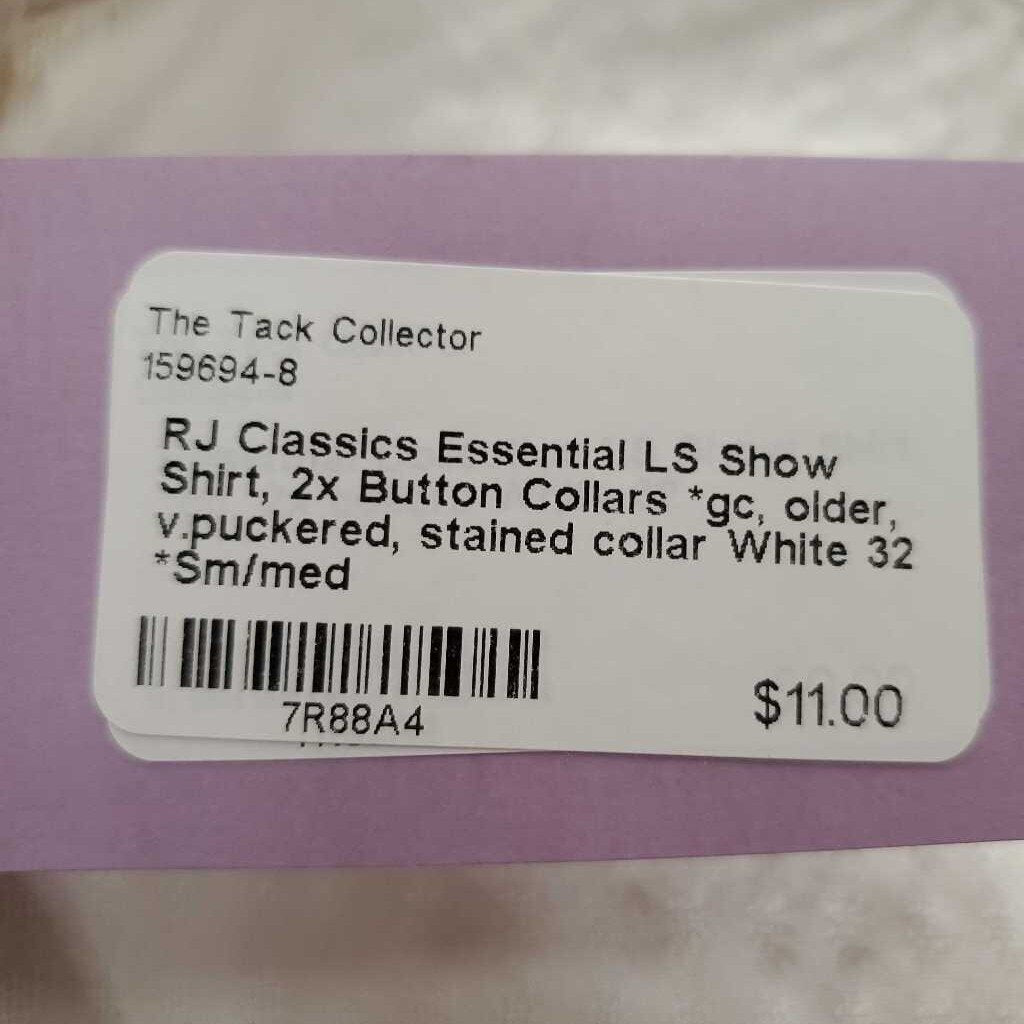 The Tack Collector
159694-8
RJ Classics Essential LS Show
Shirt, 2x Button Collars *gc, older,
v.puckered, stained collar White 32
*Sm/med
7R88A4
$11.00